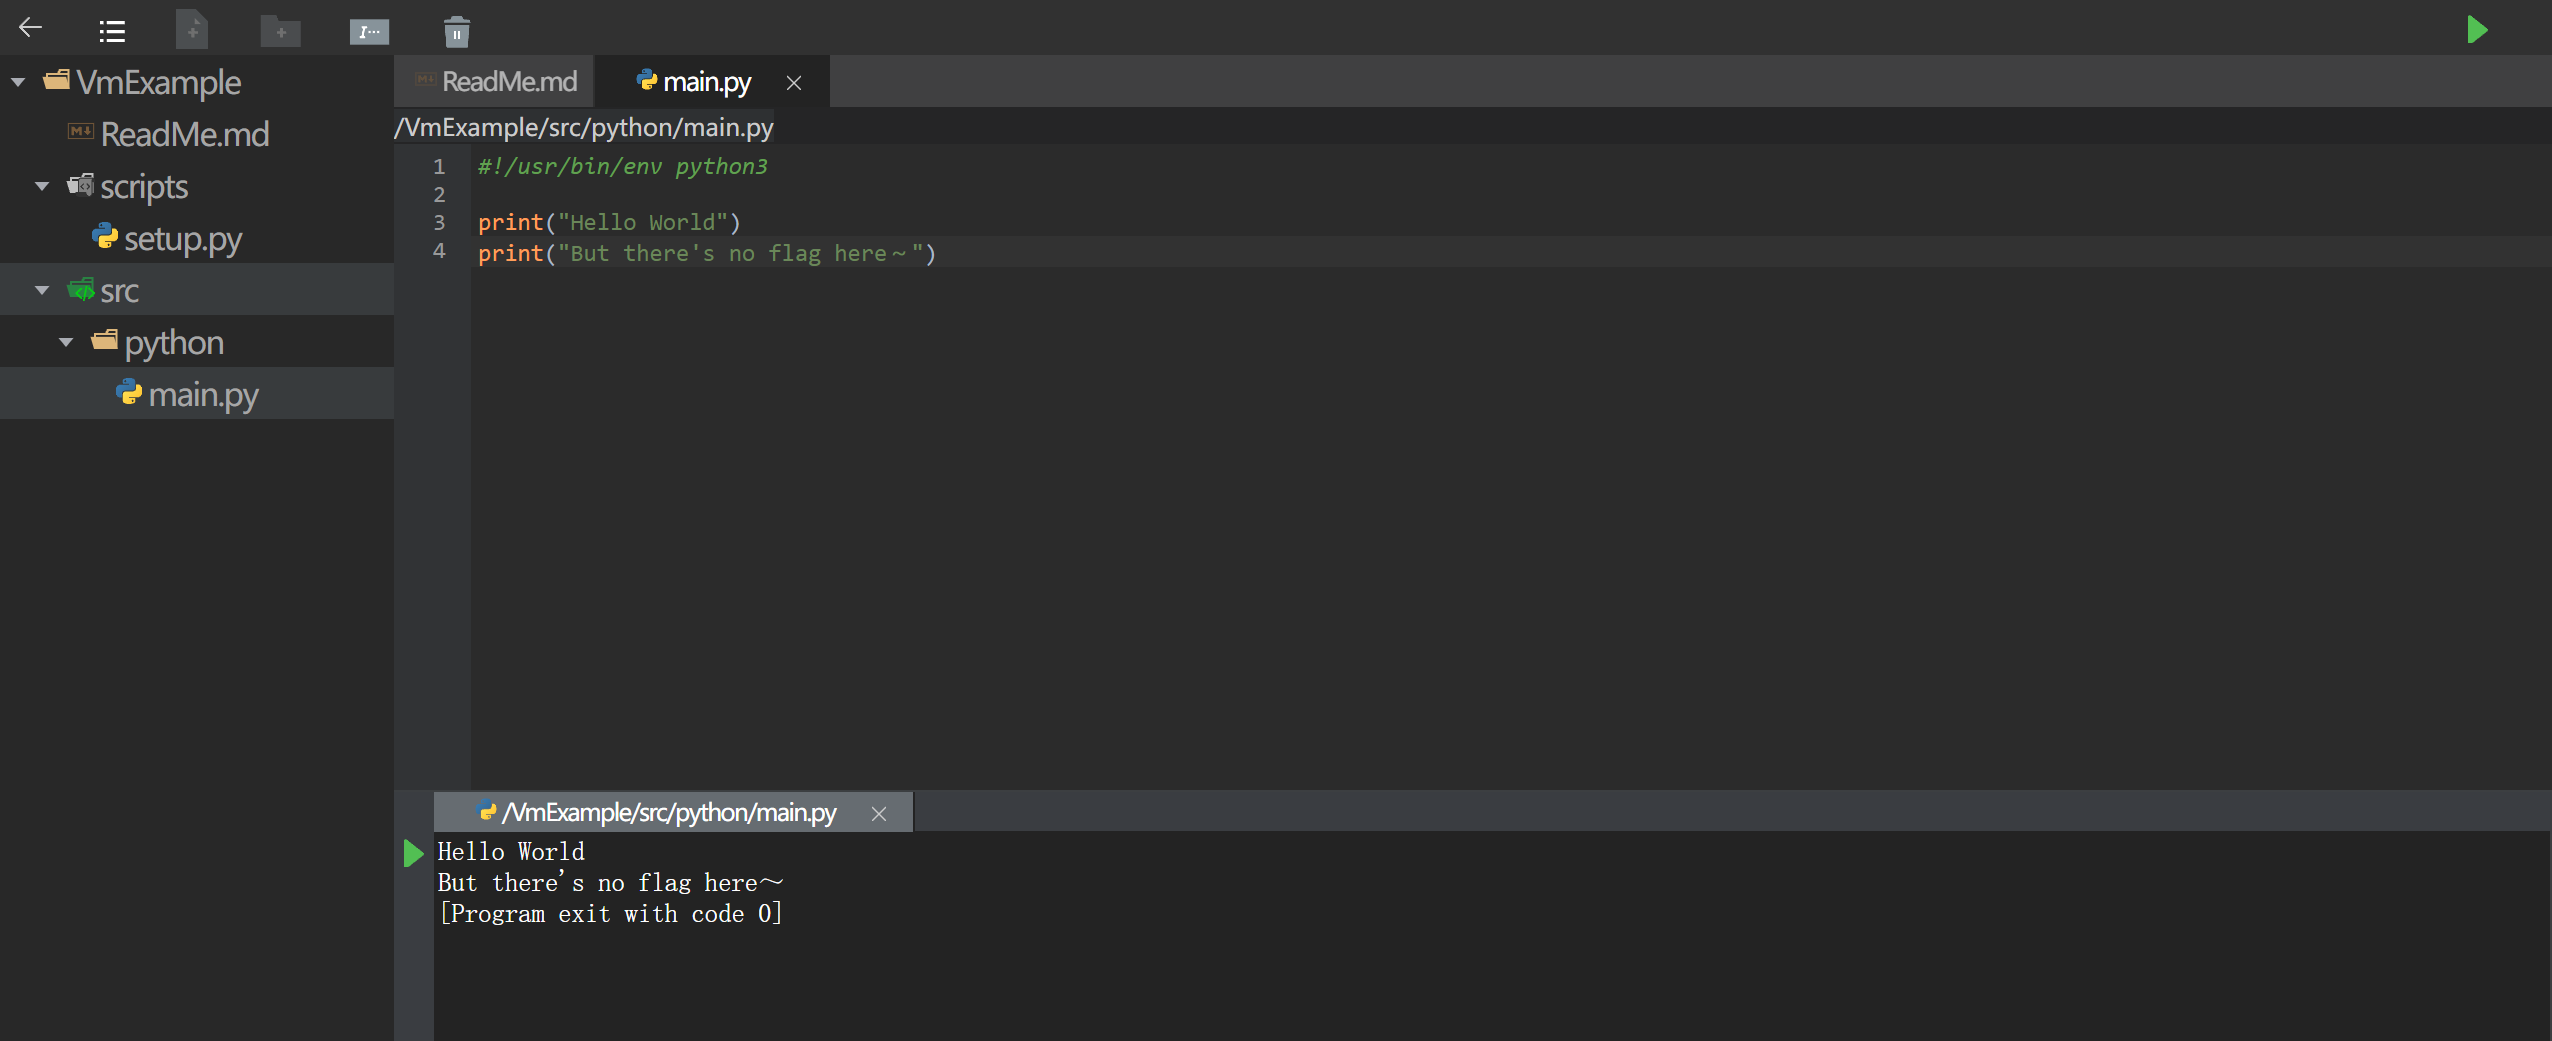 VmExample
ReadMe.md
scripts
setup.py
src
python
main.py
ReadMe.md
main.py
/VmExample/src/python/main.py
1 #!/usr/bin/env python3
2
3 print("Hello World")
4 print("But there's no flag here～")
/VmExample/src/python/main.py
Hello World
But there's no flag here～
[Program exit with code 0]